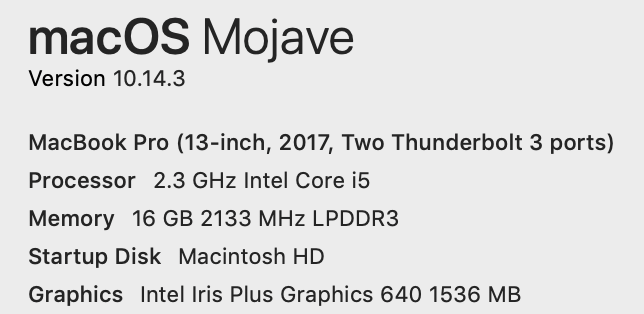 macOS Mojave
Version 10.14.3
MacBook Pro (13-inch, 2017, Two Thunderbolt 3 ports)
Processor 2.3 GHz Intel Core i5
Memory 16 GB 2133 MHz LPDDR3
Startup Disk Macintosh HD
Graphics Intel Iris Plus Graphics 640 1536 MB